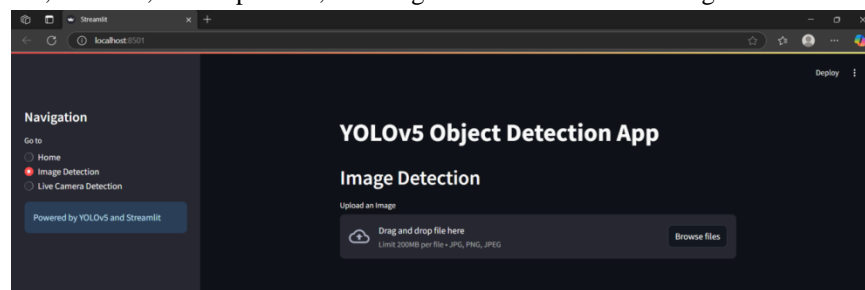 Streamlit
localhost:8501
Deploy
Navigation
Go to
Home
Image Detection
Live Camera Detection
Powered by YOLOv5 and Streamlit
YOLOv5 Object Detection App
Image Detection
Upload an Image
Drag and drop file here
Limit 200MB per file • JPG, PNG, JPEG
Browse files